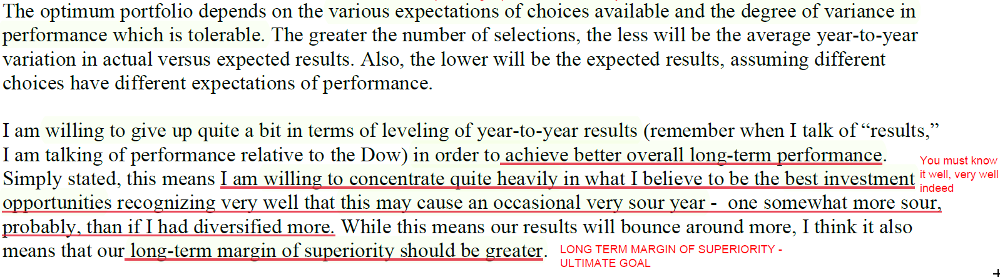 The optimum portfolio depends on the various expectations of choices available and the degree of variance in
performance which is tolerable. The greater the number of selections, the less will be the average year-to-year
variation in actual versus expected results. Also, the lower will be the expected results, assuming different
choices have different expectations of performance.
I am willing to give up quite a bit in terms of leveling of year-to-year results (remember when I talk of “results,”
I am talking of performance relative to the Dow) in order to achieve better overall long-term performance.
Simply stated, this means I am willing to concentrate quite heavily in what I believe to be the best investment
opportunities recognizing very well that this may cause an occasional very sour year - one somewhat more sour,
probably, than if I had diversified more. While this means our results will bounce around more, I think it also
means that our long-term margin of superiority should be greater.
You must know
it well, very well
indeed
LONG TERM MARGIN OF SUPERIORITY -
ULTIMATE GOAL